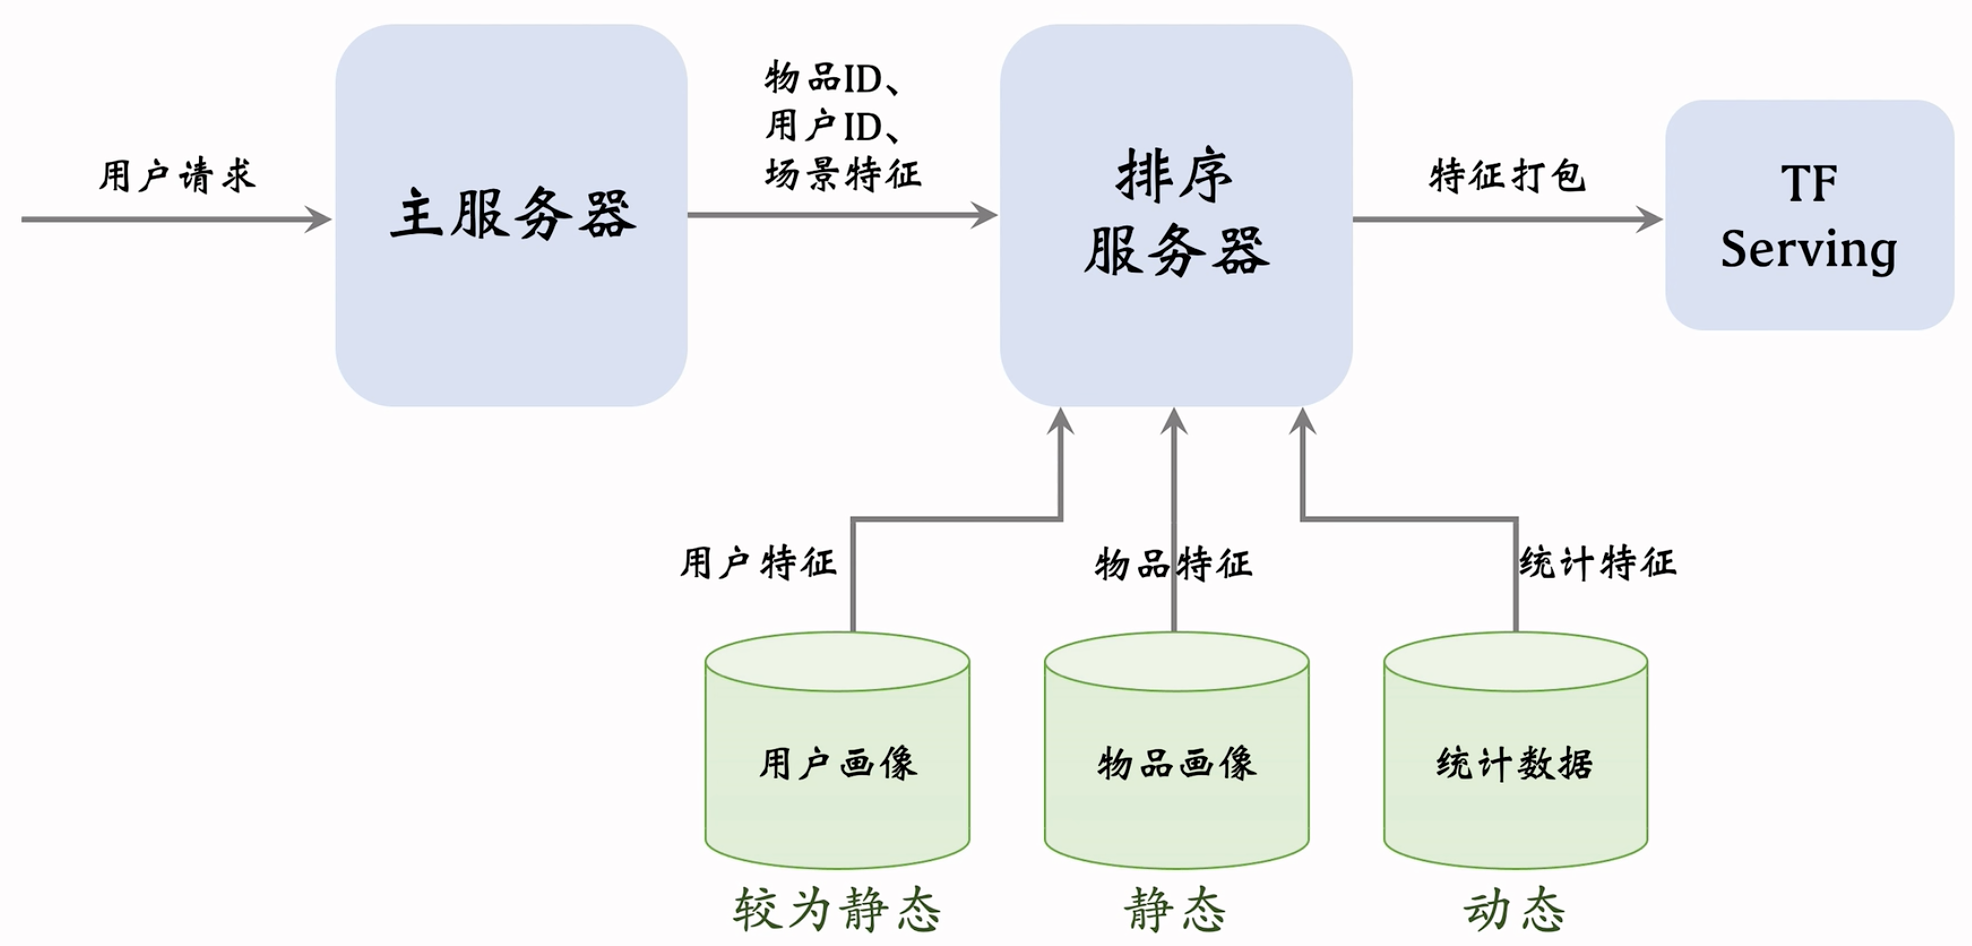 用户请求
主服务器
物品ID、
用户ID、
场景特征
排序
服务器
特征打包
TF
Serving
用户特征
物品特征
统计特征
用户画像
物品画像
统计数据
较为静态
静态
动态